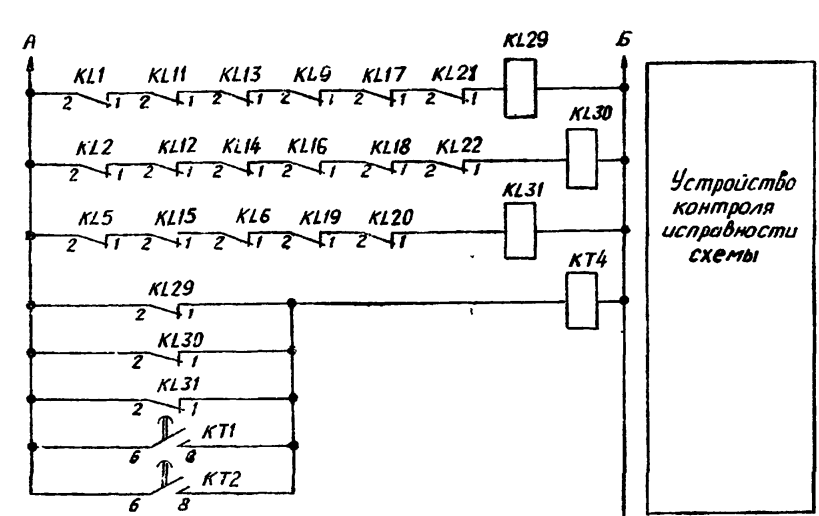 А Б
KL29
KL1 KL11 KL13 KL9 KL17 KL21
2 1 2 1 2 1 2 1 2 1 2 1
KL30
KL2 KL12 KL14 KL16 KL18 KL22
2 1 2 1 2 1 2 1 2 1 2 1
KL31
KL5 KL15 KL6 KL19 KL20
2 1 2 1 2 1 2 1 2 1
KT4
KL29
2 1
KL30
2 1
KL31
2 1
KT1
6 8
KT2
6 8
Устройство
контроля
исправности
схемы